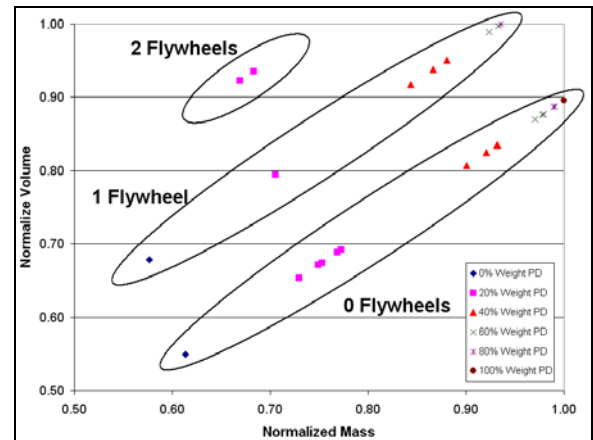 1.00
0.90
0.80
0.70
0.60
0.50
Normalize Volume
2 Flywheels
1 Flywheel
0 Flywheels
0% Weight PD
20% Weight PD
40% Weight PD
60% Weight PD
80% Weight PD
100% Weight PD
0.50 0.60 0.70 0.80 0.90 1.00
Normalized Mass